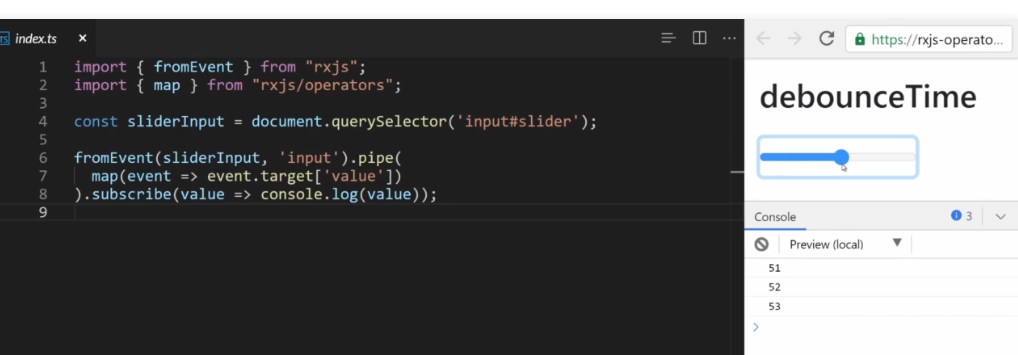 TS index.ts ×
https://rxjs-operato...
1 import { fromEvent } from "rxjs";
2 import { map } from "rxjs/operators";
3
4 const sliderInput = document.querySelector('input#slider');
5
6 fromEvent(sliderInput, 'input').pipe(
7   map(event => event.target['value'])
8 ).subscribe(value => console.log(value));
9
debounceTime
Console 3
Preview (local)
51
52
53